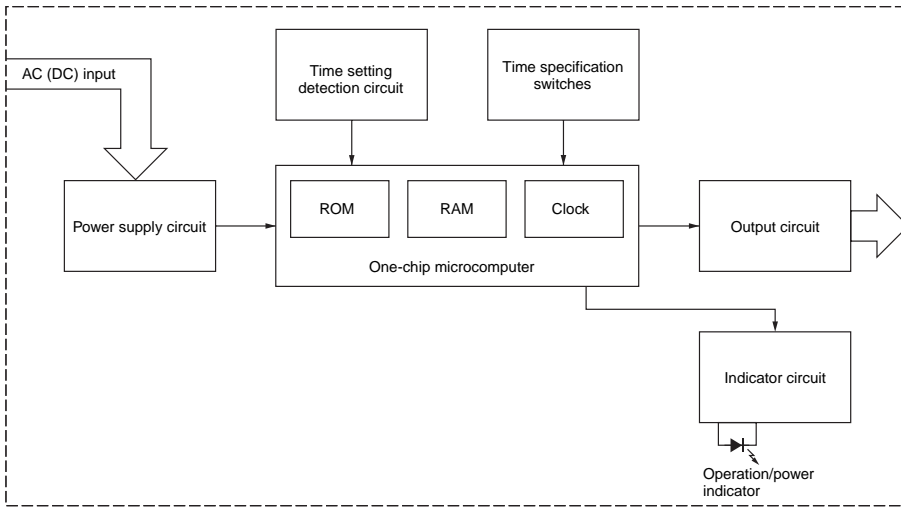 AC (DC) input
Time setting
detection circuit
Time specification
switches
Power supply circuit
ROM
RAM
Clock
One-chip microcomputer
Output circuit
Indicator circuit
Operation/power
indicator